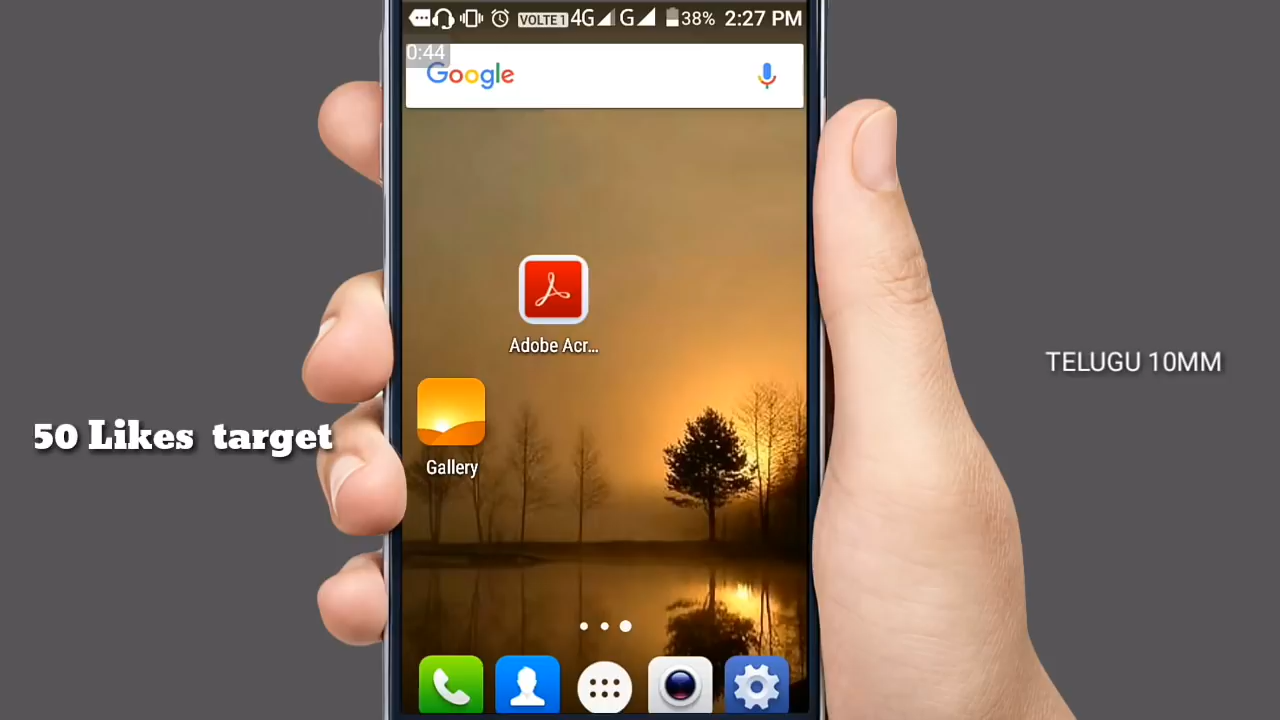 VOLTE 1 4G G 38% 2:27 PM
0:44
Google
Adobe Acr...
Gallery
50 Likes target
TELUGU 10MM